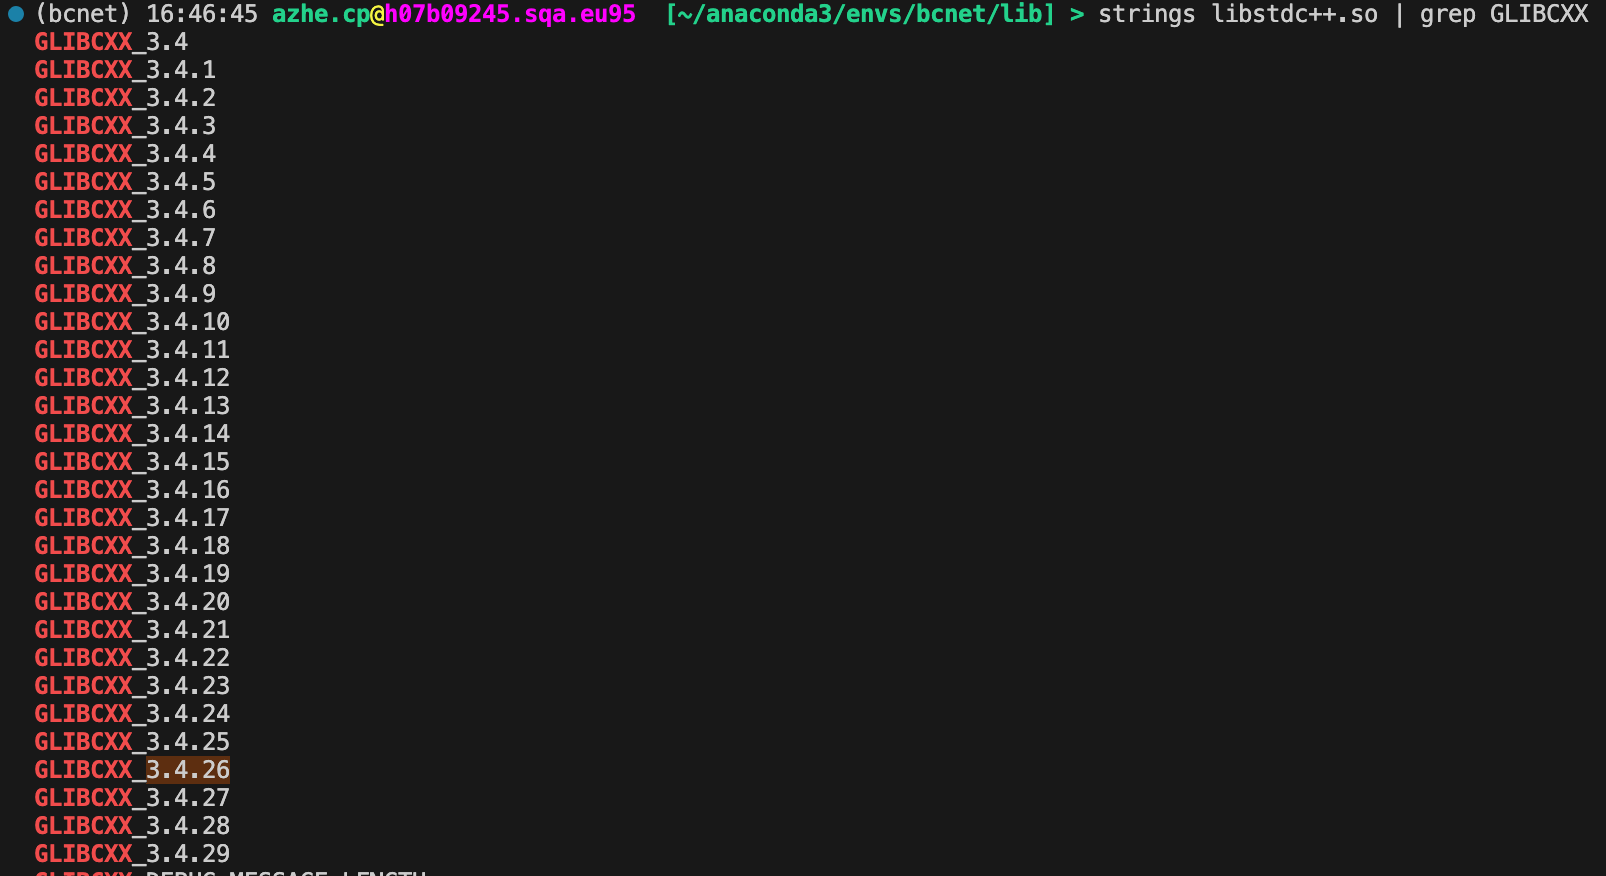 (bcnet) 16:46:45 azhe.cp@h07b09245.sqa.eu95 [~/anaconda3/envs/bcnet/lib] > strings libstdc++.so | grep GLIBCXX
GLIBCXX_3.4
GLIBCXX_3.4.1
GLIBCXX_3.4.2
GLIBCXX_3.4.3
GLIBCXX_3.4.4
GLIBCXX_3.4.5
GLIBCXX_3.4.6
GLIBCXX_3.4.7
GLIBCXX_3.4.8
GLIBCXX_3.4.9
GLIBCXX_3.4.10
GLIBCXX_3.4.11
GLIBCXX_3.4.12
GLIBCXX_3.4.13
GLIBCXX_3.4.14
GLIBCXX_3.4.15
GLIBCXX_3.4.16
GLIBCXX_3.4.17
GLIBCXX_3.4.18
GLIBCXX_3.4.19
GLIBCXX_3.4.20
GLIBCXX_3.4.21
GLIBCXX_3.4.22
GLIBCXX_3.4.23
GLIBCXX_3.4.24
GLIBCXX_3.4.25
GLIBCXX_3.4.26
GLIBCXX_3.4.27
GLIBCXX_3.4.28
GLIBCXX_3.4.29
GLIBCXX_DEBUG_MESSAGE_LENGTH